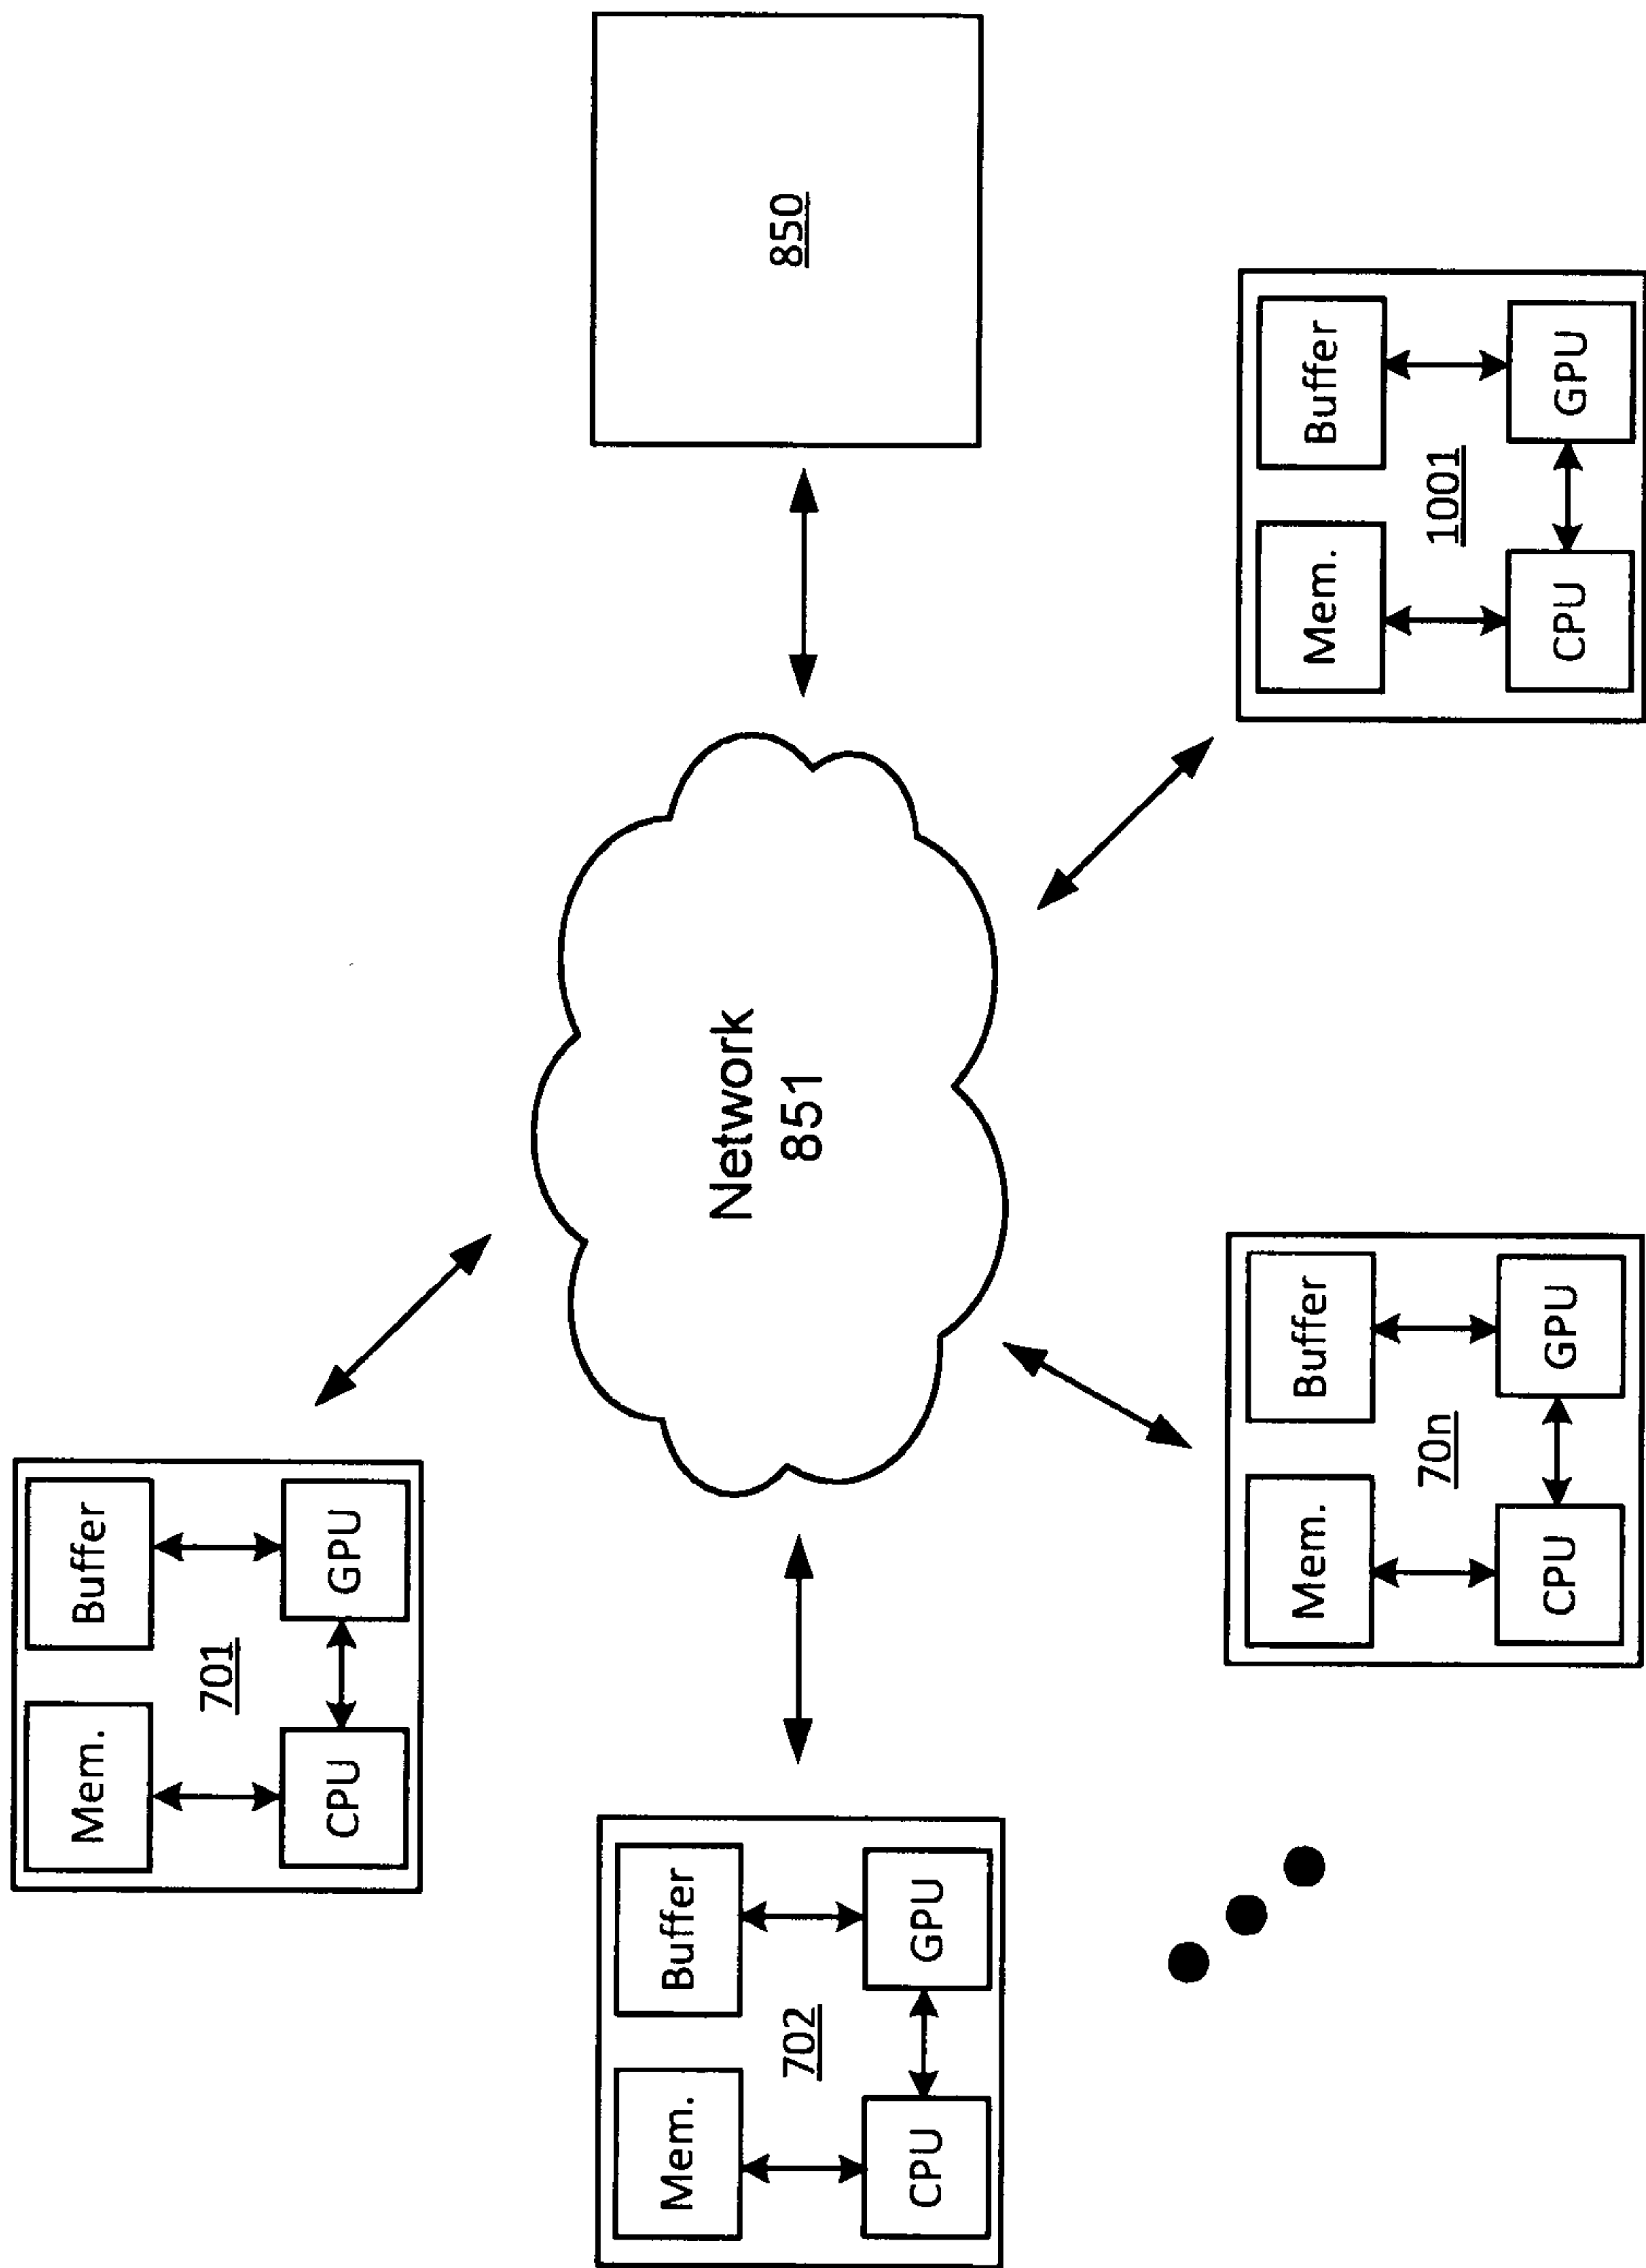 Mem.
Buffer
701
CPU
GPU
Mem.
Buffer
702
CPU
GPU
Network
851
850
Mem.
Buffer
70n
CPU
GPU
Mem.
Buffer
1001
CPU
GPU